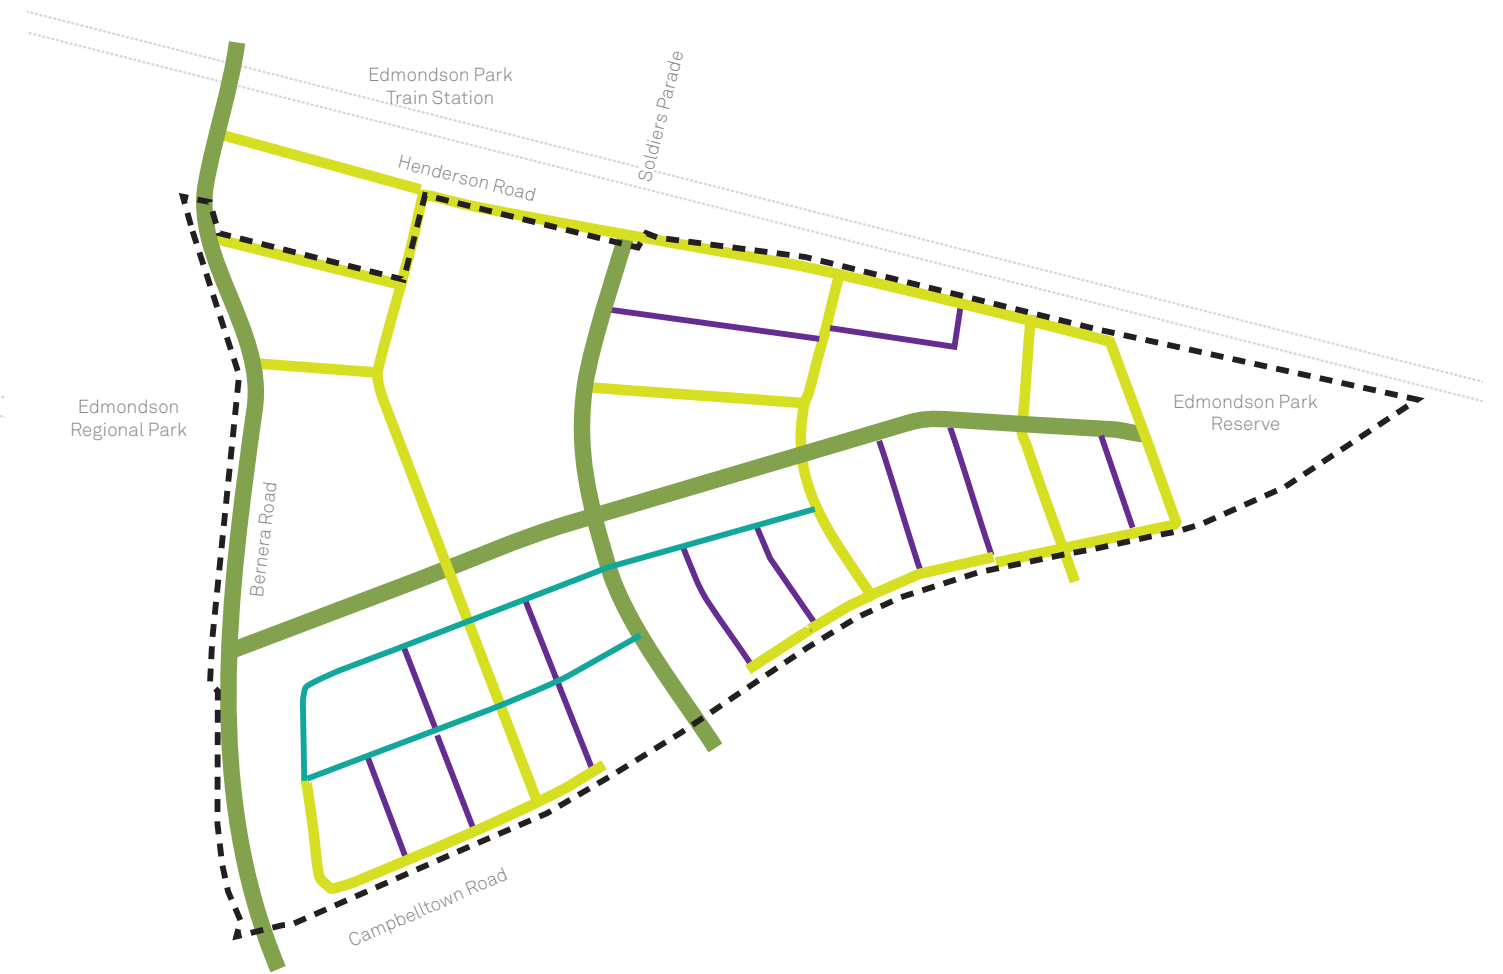 Edmondson Park
Train Station
Soldiers Parade
Henderson Road
Edmondson
Regional Park
Edmondson Park
Reserve
Bernera Road
Campbelltown Road